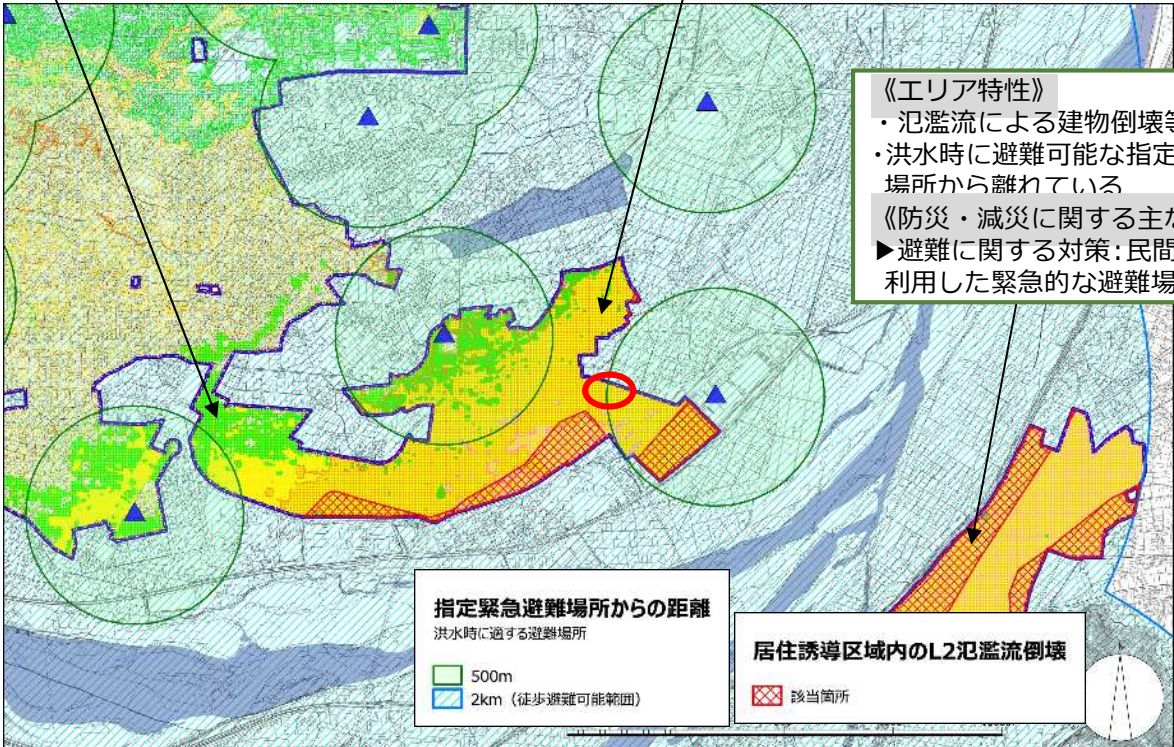 《エリア特性》
・氾濫流による建物倒壊等
・洪水時に避難可能な指定
場所から離れている
《防災・減災に関する主な
▶避難に関する対策:民間
利用した緊急的な避難場
指定緊急避難場所からの距離
洪水時に適する避難場所
500m
2km（徒歩避難可能範囲）
居住誘導区域内のL2氾濫流倒壊
該当箇所